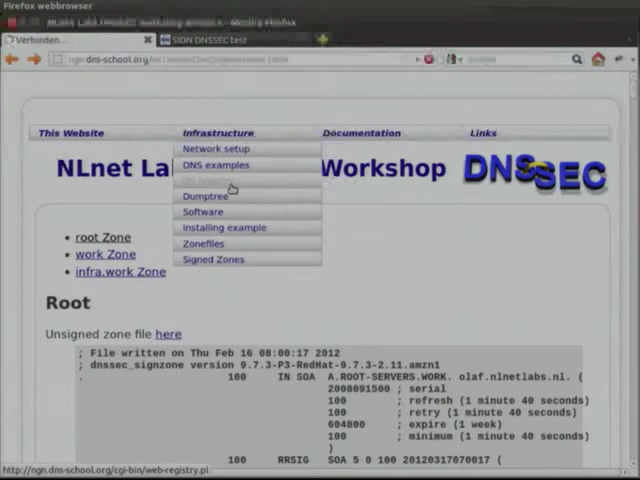 Firefox webbrowser
Verbinden...
SIDN DNSSEC test
ngn.dns-school.org/
This Website Infrastructure Documentation Links
Network setup
DNS examples
Dumptree
Software
Installing example
Zonefiles
Signed Zones
NLnet La Workshop DNSSEC
• root Zone
• work Zone
• infra.work Zone
Root
Unsigned zone file here
; File written on Thu Feb 16 08:00:17 2012
; dnssec_signzone version 9.7.3-P3-RedHat-9.7.3-2.11.amzn1
. 100 IN SOA A.ROOT-SERVERS.WORK. olaf.nlnetlabs.nl. (
2008091500 ; serial
100 ; refresh (1 minute 40 seconds)
100 ; retry (1 minute 40 seconds)
604800 ; expire (1 week)
100 ; minimum (1 minute 40 seconds)
)
100 RRSIG SOA 5 0 100 20120317070017 (
http://ngn.dns-school.org/cgi-bin/web-registry.pl